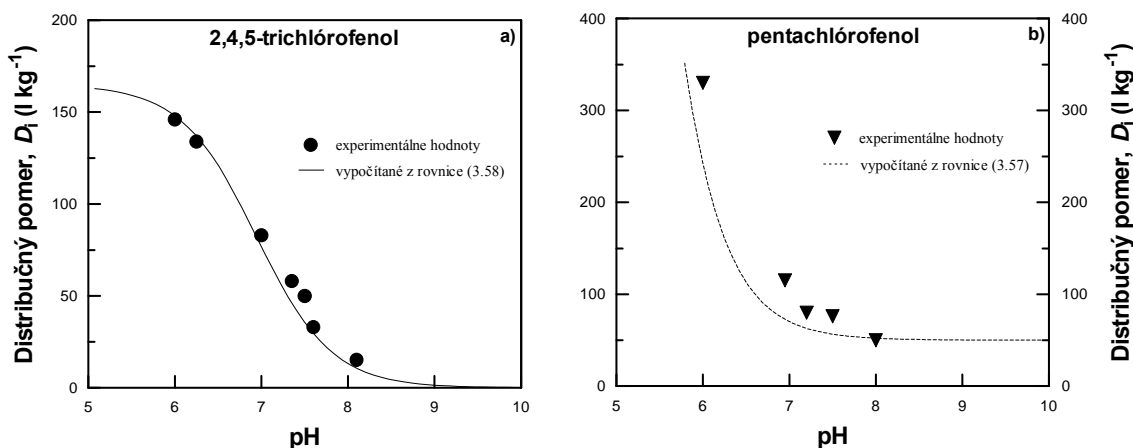 2,4,5-trichlórofenol
a)
Distribučný pomer, Di (l kg-1)
200
150
100
50
0
experimentálne hodnoty
vypočítané z rovnice (3.58)
5 6 7 8 9 10
pH
pentachlórofenol
b)
400
300
200
100
0
experimentálne hodnoty
vypočítané z rovnice (3.57)
400
300
200
100
0
Distribučný pomer, Di (l kg-1)
5 6 7 8 9 10
pH